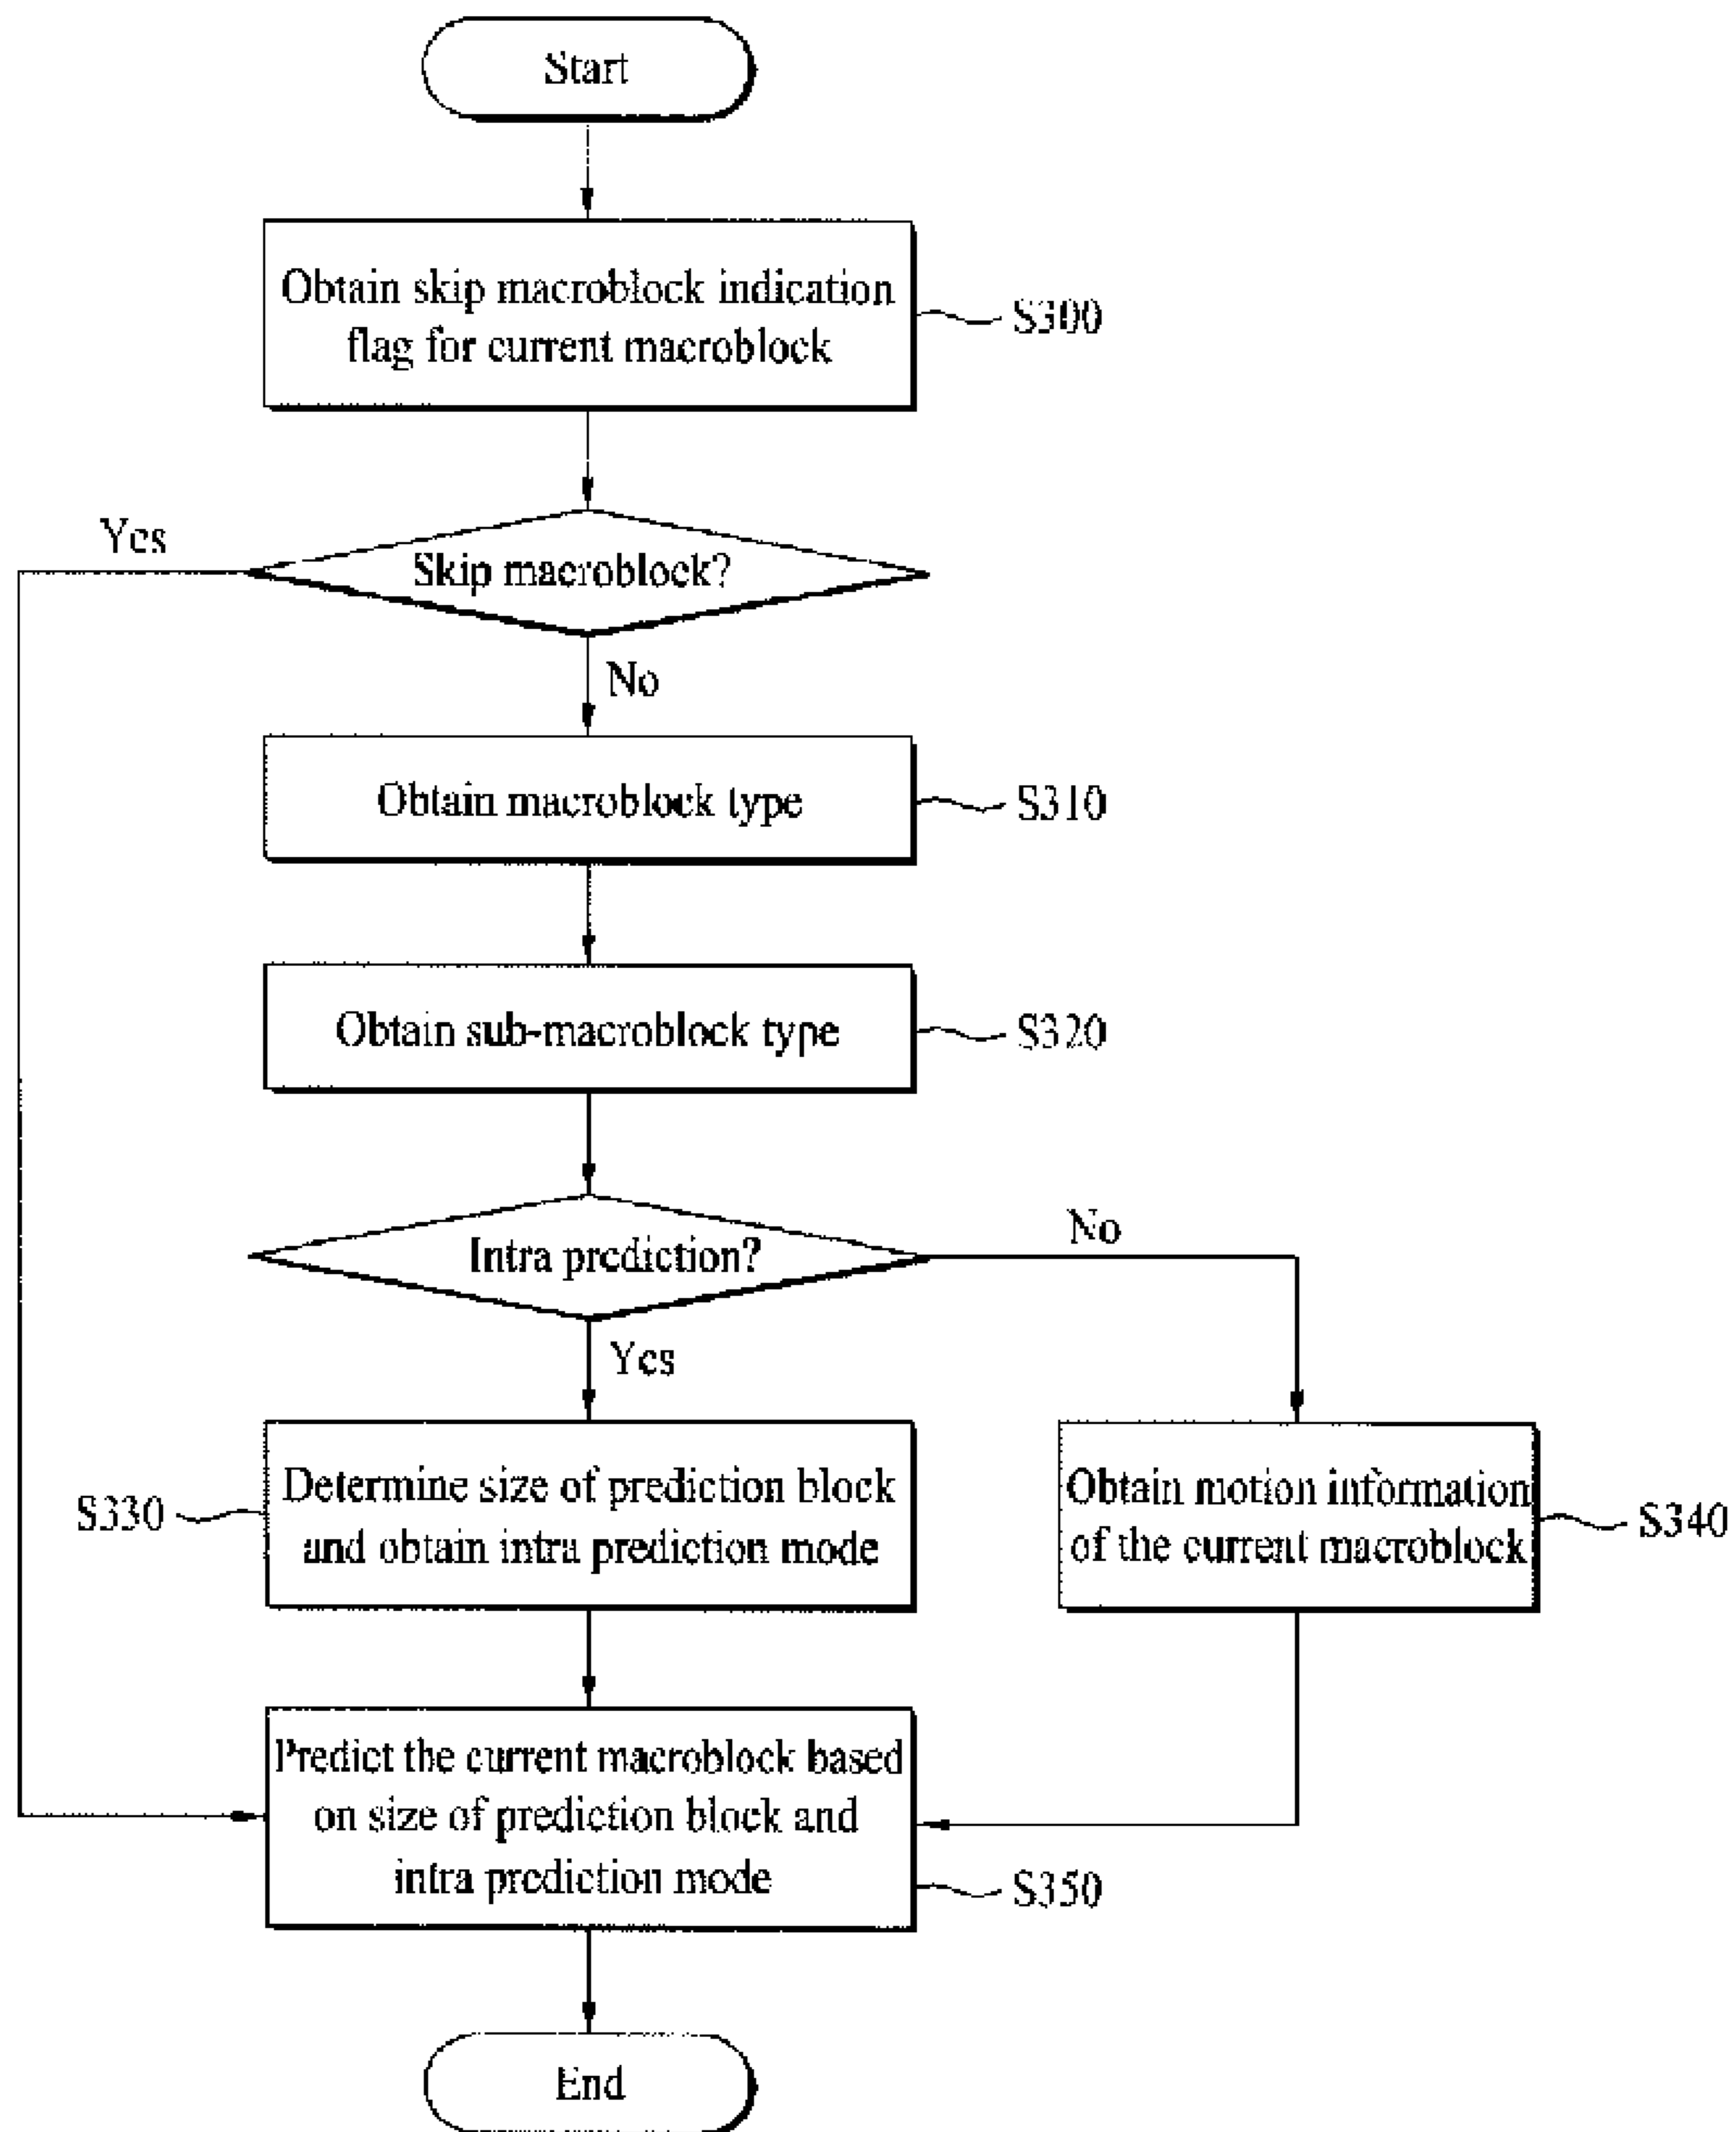 Start
Obtain skip macroblock indication
flag for current macroblock
S300
Yes
Skip macroblock?
No
Obtain macroblock type
S310
Obtain sub-macroblock type
S320
Intra prediction?
No
Yes
S330
Determine size of prediction block
and obtain intra prediction mode
Obtain motion information
of the current macroblock
S340
Predict the current macroblock based
on size of prediction block and
intra prediction mode
S350
End